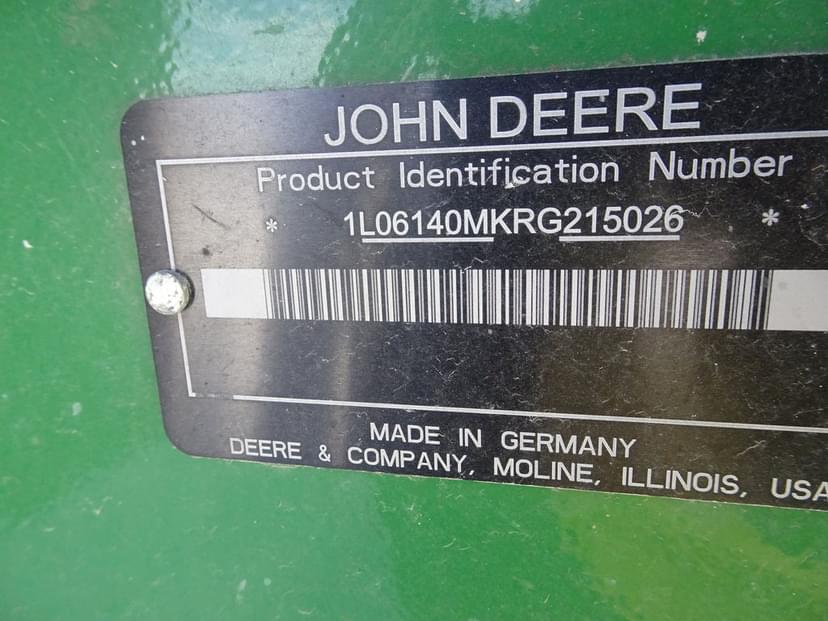 JOHN DEERE
Product Identification Number
* 1L06140MKRG215026 *
MADE IN GERMANY
DEERE & COMPANY, MOLINE, ILLINOIS, USA